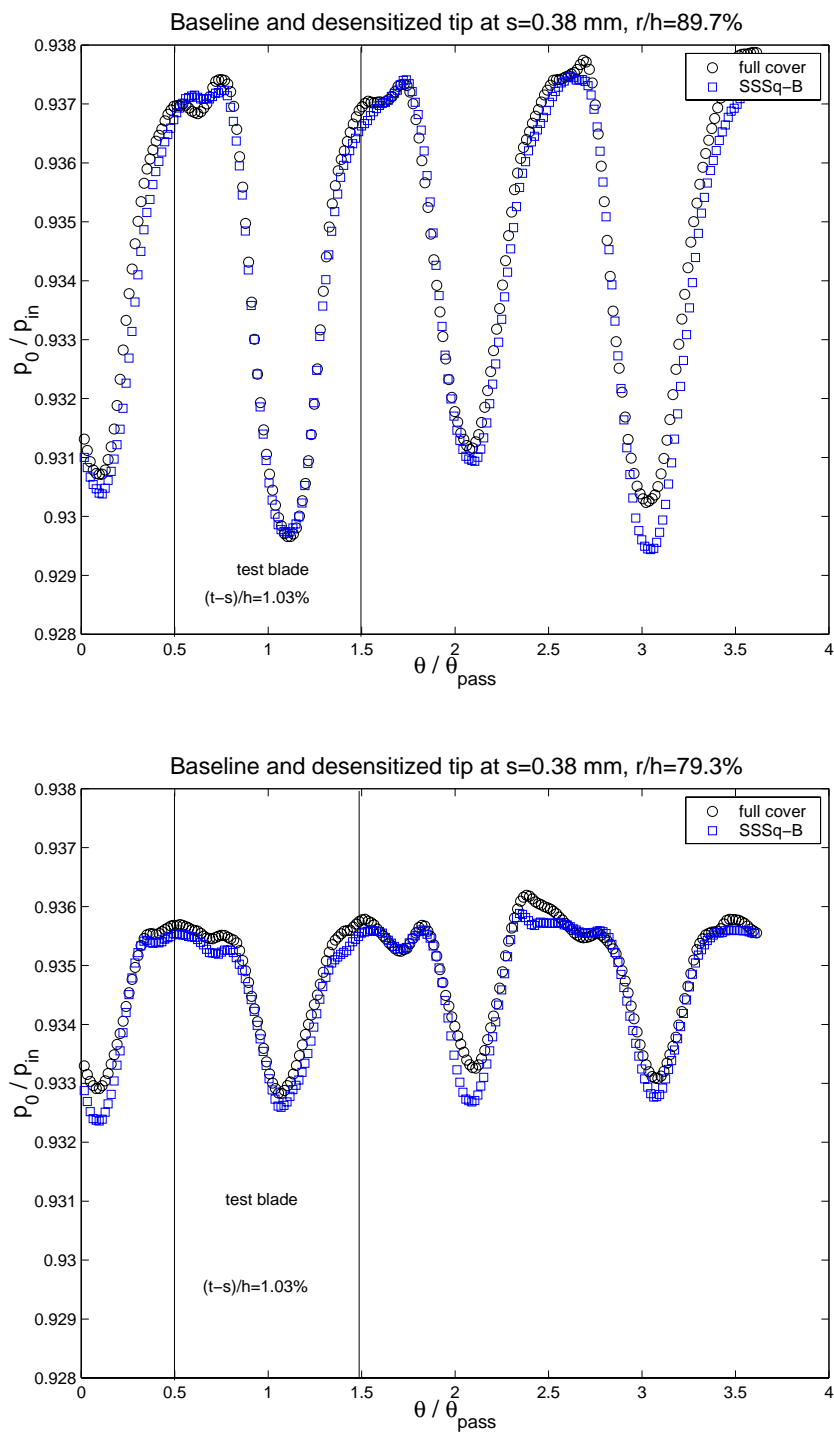 Baseline and desensitized tip at s=0.38 mm, r/h=89.7%
0.938
full cover
SSSq−B
0.937
0.936
0.935
0.934
0.933
0.932
0.931
0.93
0.929
0.928
p0 / pin
test blade
(t−s)/h=1.03%
0 0.5 1 1.5 2 2.5 3 3.5 4
θ / θpass
Baseline and desensitized tip at s=0.38 mm, r/h=79.3%
0.938
full cover
SSSq−B
0.937
0.936
0.935
0.934
0.933
0.932
0.931
0.93
0.929
0.928
p0 / pin
test blade
(t−s)/h=1.03%
0 0.5 1 1.5 2 2.5 3 3.5 4
θ / θpass